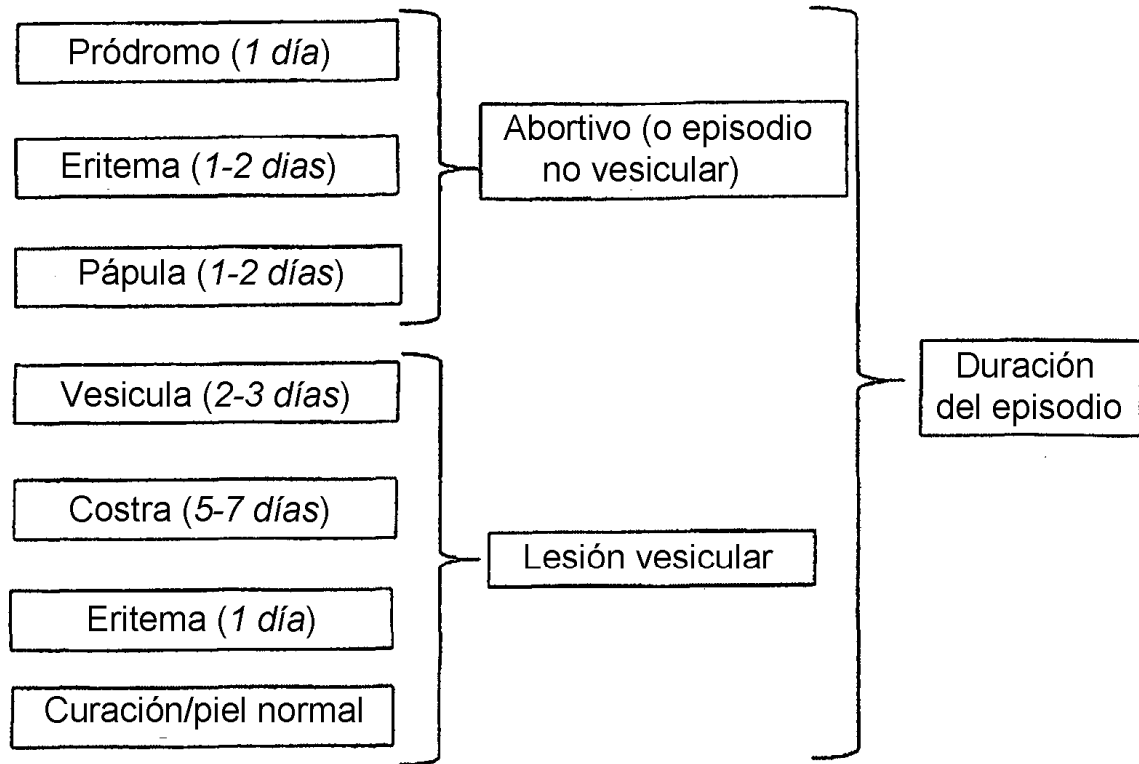 Pródromo (1 día)
Eritema (1-2 dias)
Pápula (1-2 días)
Abortivo (o episodio
no vesicular)
Vesicula (2-3 días)
Costra (5-7 días)
Eritema (1 día)
Curación/piel normal
Lesión vesicular
Duración
del episodio